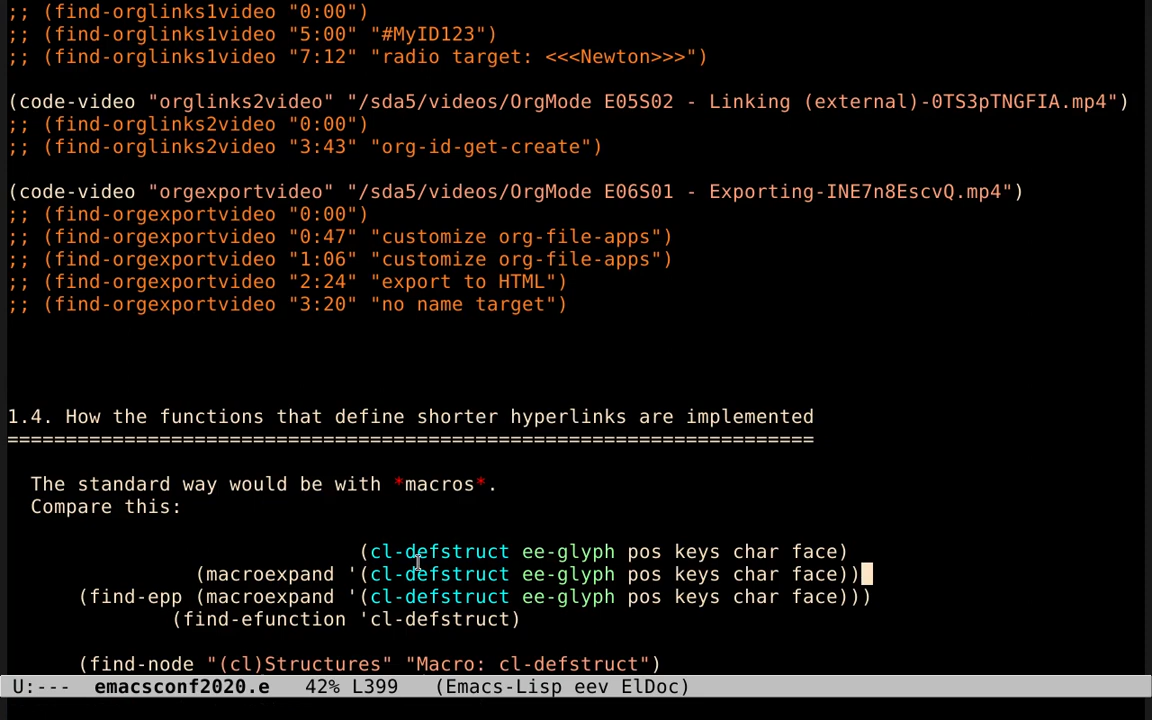 ;; (find-orglinks1video "0:00")
;; (find-orglinks1video "5:00" "#MyID123")
;; (find-orglinks1video "7:12" "radio target: <<<Newton>>>")
(code-video "orglinks2video" "/sda5/videos/OrgMode E05S02 - Linking (external)-0TS3pTNGFIA.mp4")
;; (find-orglinks2video "0:00")
;; (find-orglinks2video "3:43" "org-id-get-create")
(code-video "orgexportvideo" "/sda5/videos/OrgMode E06S01 - Exporting-INE7n8EscvQ.mp4")
;; (find-orgexportvideo "0:00")
;; (find-orgexportvideo "0:47" "customize org-file-apps")
;; (find-orgexportvideo "1:06" "customize org-file-apps")
;; (find-orgexportvideo "2:24" "export to HTML")
;; (find-orgexportvideo "3:20" "no name target")
1.4. How the functions that define shorter hyperlinks are implemented
=====================================================================
The standard way would be with *macros*.
Compare this:
(cl-defstruct ee-glyph pos keys char face)
(macroexpand '(cl-defstruct ee-glyph pos keys char face))
(find-epp (macroexpand '(cl-defstruct ee-glyph pos keys char face)))
(find-efunction 'cl-defstruct)
(find-node "(cl)Structures" "Macro: cl-defstruct")
U:--- emacsconf2020.e 42% L399 (Emacs-Lisp eev ElDoc)